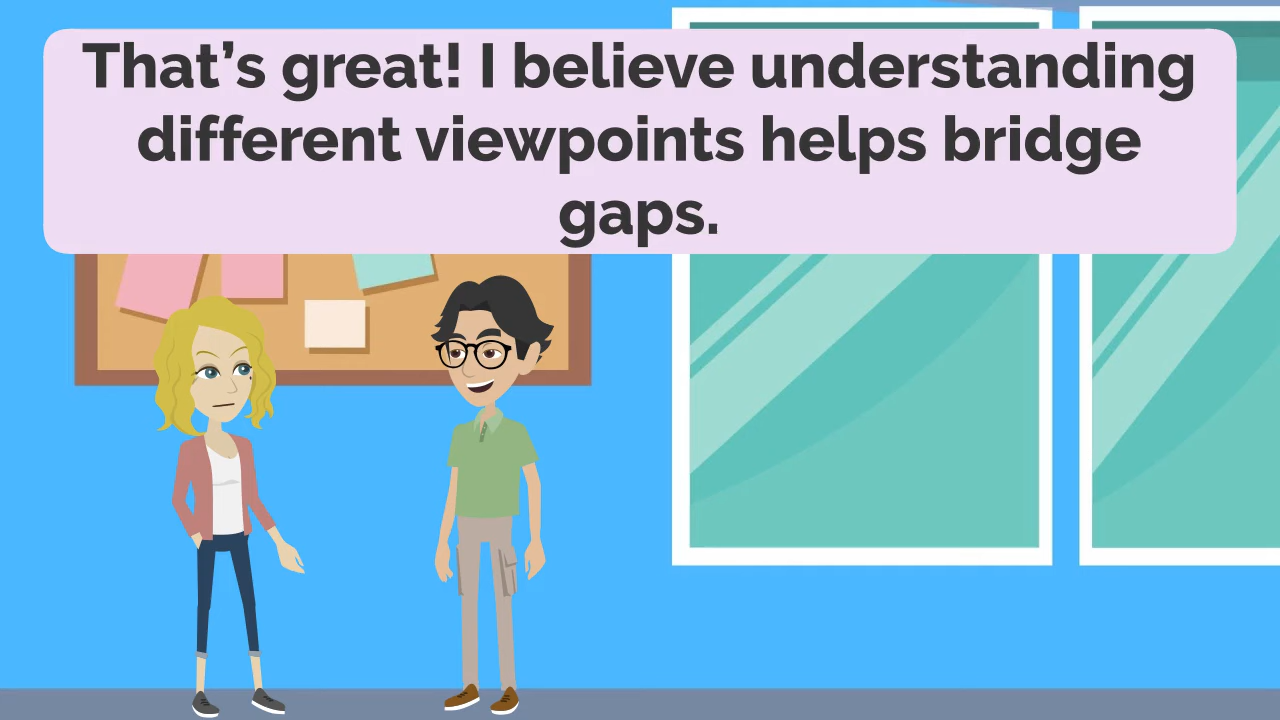 That’s great! I believe understanding
different viewpoints helps bridge
gaps.